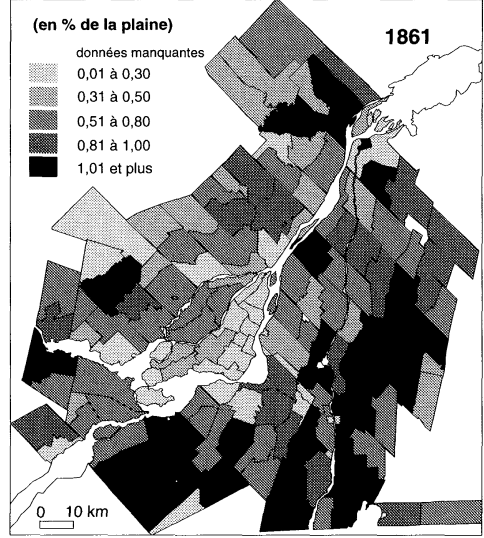 (en % de la plaine)
1861
données manquantes
0,01 à 0,30
0,31 à 0,50
0,51 à 0,80
0,81 à 1,00
1,01 et plus
0 10 km